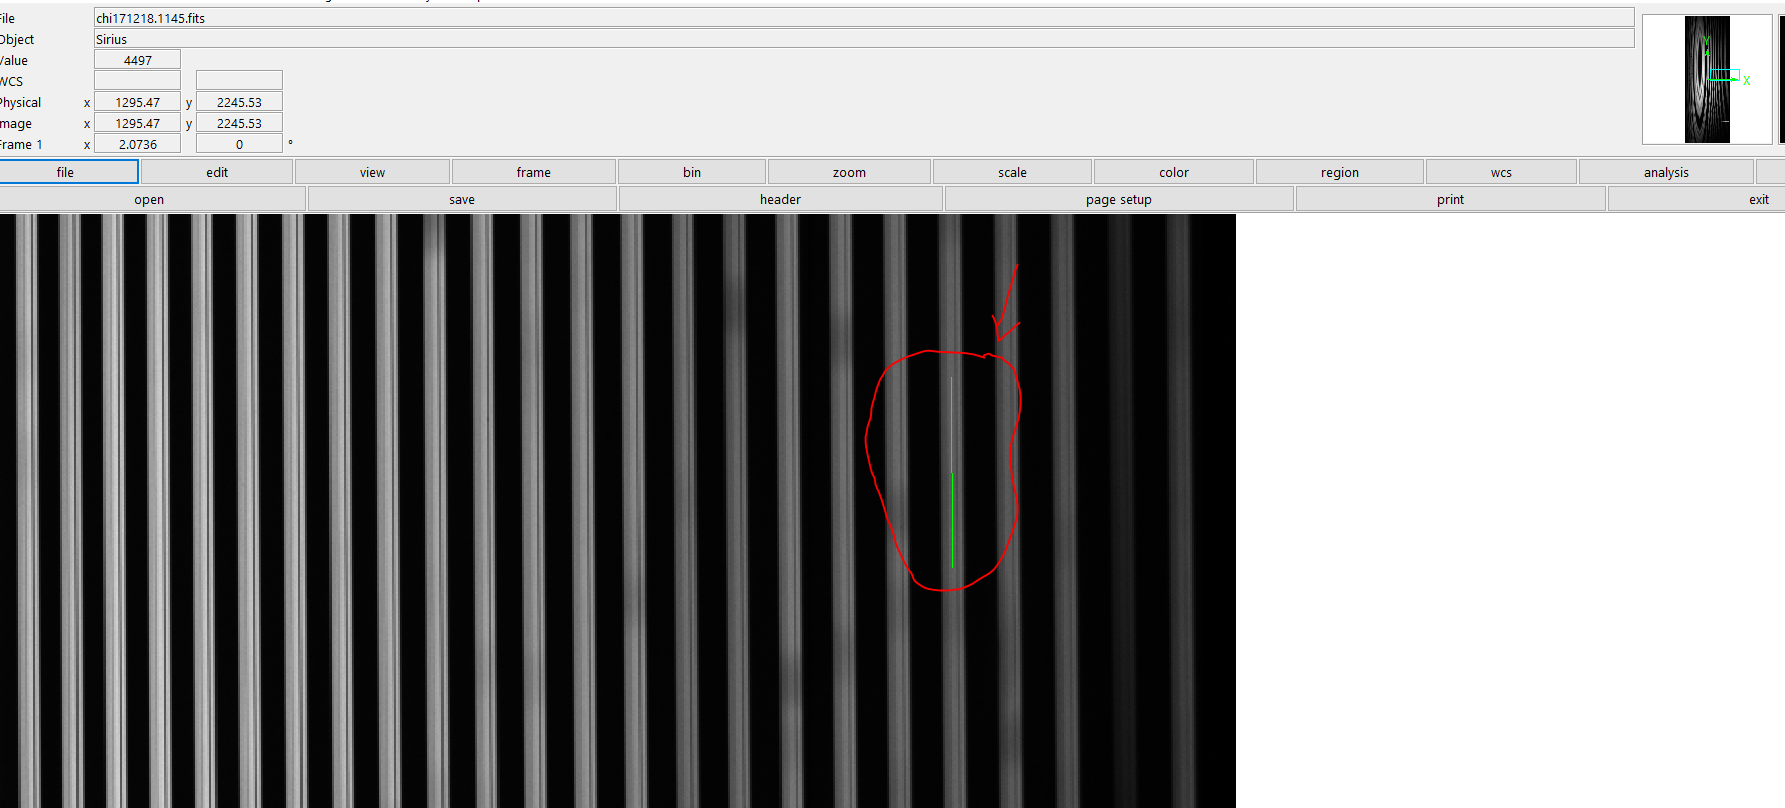 File chi171218.1145.fits
Object Sirius
Value 4497
WCS
Physical x 1295.47 y 2245.53
Image x 1295.47 y 2245.53
Frame 1 x 2.0736 0 °
Y
X
file edit view frame bin zoom scale color region wcs analysis
open save header page setup print exit